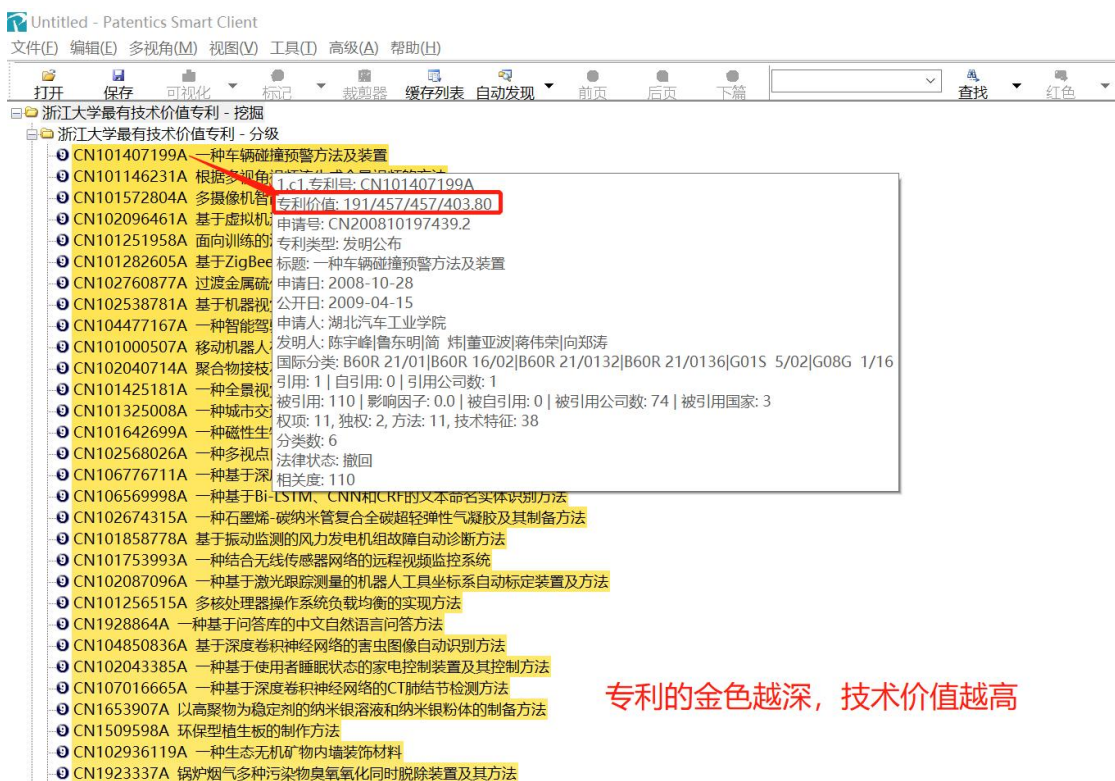 Untitled - Patentics Smart Client
文件(F) 编辑(E) 多视角(M) 视图(V) 工具(T) 高级(A) 帮助(H)
打开 保存 可视化 标记 裁剪器 缓存列表 自动发现 前页 后页 下篇 查找 红色
浙江大学最有技术价值专利 - 挖掘
浙江大学最有技术价值专利 - 分级
CN101407199A 一种车辆碰撞预警方法及装置
CN101146231A 根据多视角
CN101572804A 多摄像机智
CN102096461A 基于虚拟机
CN101251958A 面向训练的
CN101282605A 基于ZigBee
CN102760877A 过渡金属硫
CN102538781A 基于机器视
CN104477167A 一种智能驾
CN101000507A 移动机器人
CN102040714A 聚合物接枝
CN101425181A 一种全景视
CN101325008A 一种城市交
CN101642699A 一种磁性生
CN102568026A 一种多视点
CN106776711A 一种基于深
CN106569998A 一种基于Bi-LSTM、CNN和CRF的文本命名实体识别方法
CN102674315A 一种石墨烯-碳纳米管复合全碳超轻弹性气凝胶及其制备方法
CN101858778A 基于振动监测的风力发电机组故障自动诊断方法
CN101753993A 一种结合无线传感器网络的远程视频监控系统
CN102087096A 一种基于激光跟踪测量的机器人工具坐标系自动标定装置及方法
CN101256515A 多核处理器操作系统负载均衡的实现方法
CN1928864A 一种基于问答库的中文自然语言问答方法
CN104850836A 基于深度卷积神经网络的害虫图像自动识别方法
CN102043385A 一种基于使用者睡眠状态的家电控制装置及其控制方法
CN107016665A 一种基于深度卷积神经网络的CT肺结节检测方法
CN1653907A 以高聚物为稳定剂的纳米银溶液和纳米银粉体的制备方法
CN1509598A 环保型植生板的制作方法
CN102936119A 一种生态无机矿物内墙装饰材料
CN1923337A 锅炉烟气多种污染物臭氧氧化同时脱除装置及其方法
1.c1.专利号: CN101407199A
专利价值: 191/457/457/403.80
申请号: CN200810197439.2
专利类型: 发明公布
标题: 一种车辆碰撞预警方法及装置
申请日: 2008-10-28
公开日: 2009-04-15
申请人: 湖北汽车工业学院
发明人: 陈宇峰|鲁东明|简 炜|董亚波|蒋伟荣|向郑涛
国际分类: B60R 21/01|B60R 16/02|B60R 21/0132|B60R 21/0136|G01S 5/02|G08G 1/16
引用: 1 | 自引用: 0 | 引用公司数: 1
被引用: 110 | 影响因子: 0.0 | 被自引用: 0 | 被引用公司数: 74 | 被引用国家: 3
权项: 11, 独权: 2, 方法: 11, 技术特征: 38
分类数: 6
法律状态: 撤回
相关度: 110
专利的金色越深，技术价值越高